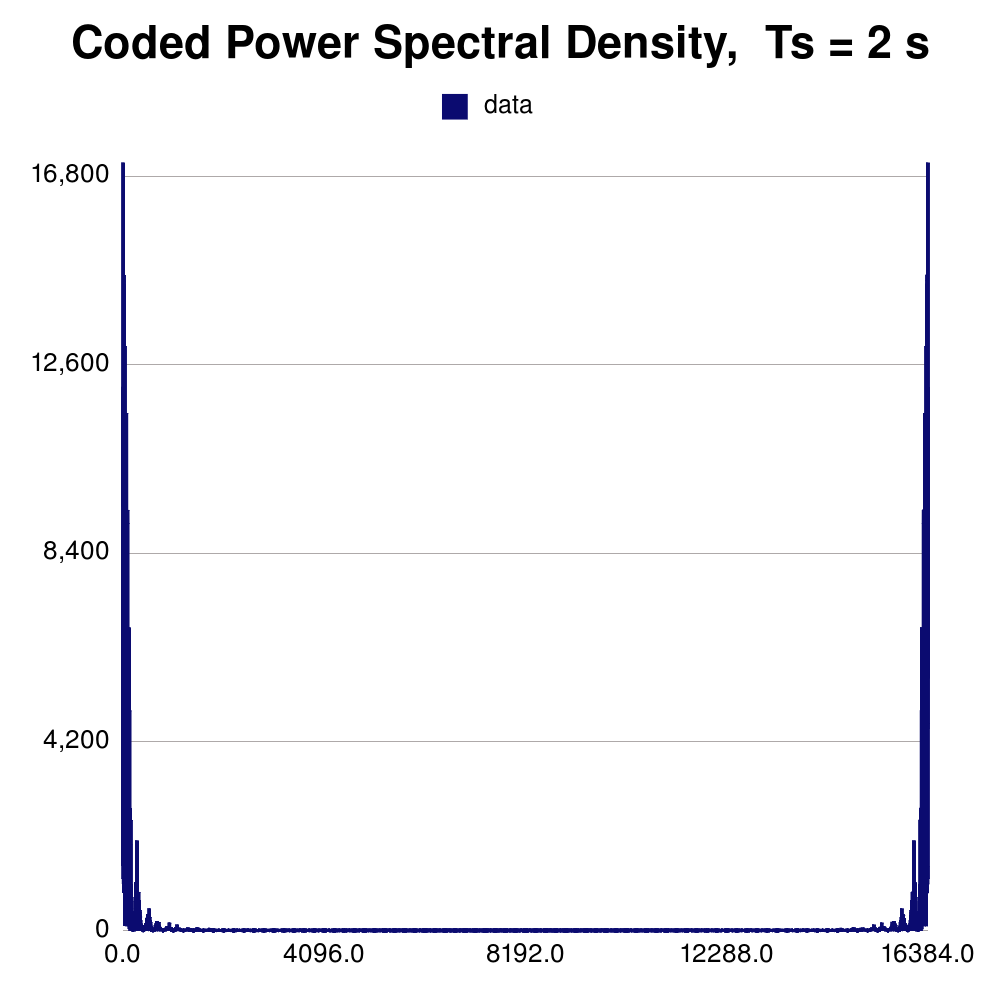 Coded Power Spectral Density,  Ts = 2 s
data
16,800
12,600
8,400
4,200
0
0.0 4096.0 8192.0 12288.0 16384.0